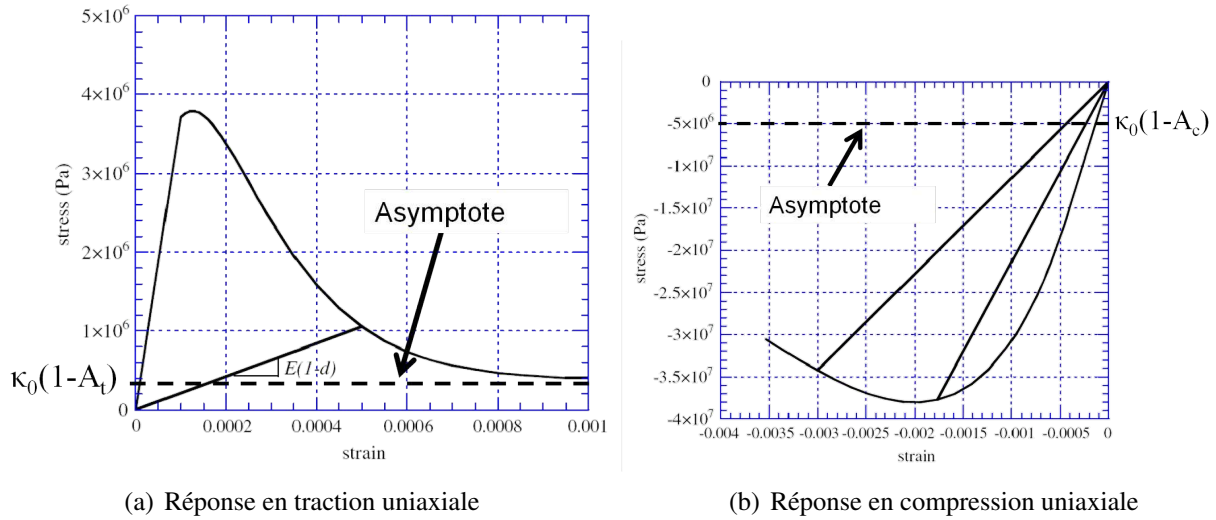 5×10⁶
4×10⁶
3×10⁶
2×10⁶
1×10⁶
0
stress (Pa)
Asymptote
E(1-d)
κ₀(1-Aₜ)
0 0.0002 0.0004 0.0006 0.0008 0.001
strain
(a) Réponse en traction uniaxiale
0
-5×10⁶
-1×10⁷
-1.5×10⁷
-2×10⁷
-2.5×10⁷
-3×10⁷
-3.5×10⁷
-4×10⁷
stress (Pa)
κ₀(1-A_c)
Asymptote
-0.004 -0.0035 -0.003 -0.0025 -0.002 -0.0015 -0.001 -0.0005 0
strain
(b) Réponse en compression uniaxiale